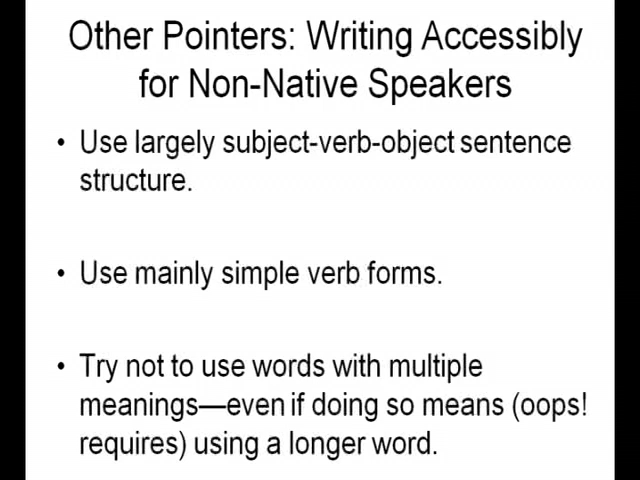 Other Pointers: Writing Accessibly
for Non-Native Speakers
• Use largely subject-verb-object sentence
structure.
• Use mainly simple verb forms.
• Try not to use words with multiple
meanings—even if doing so means (oops!
requires) using a longer word.